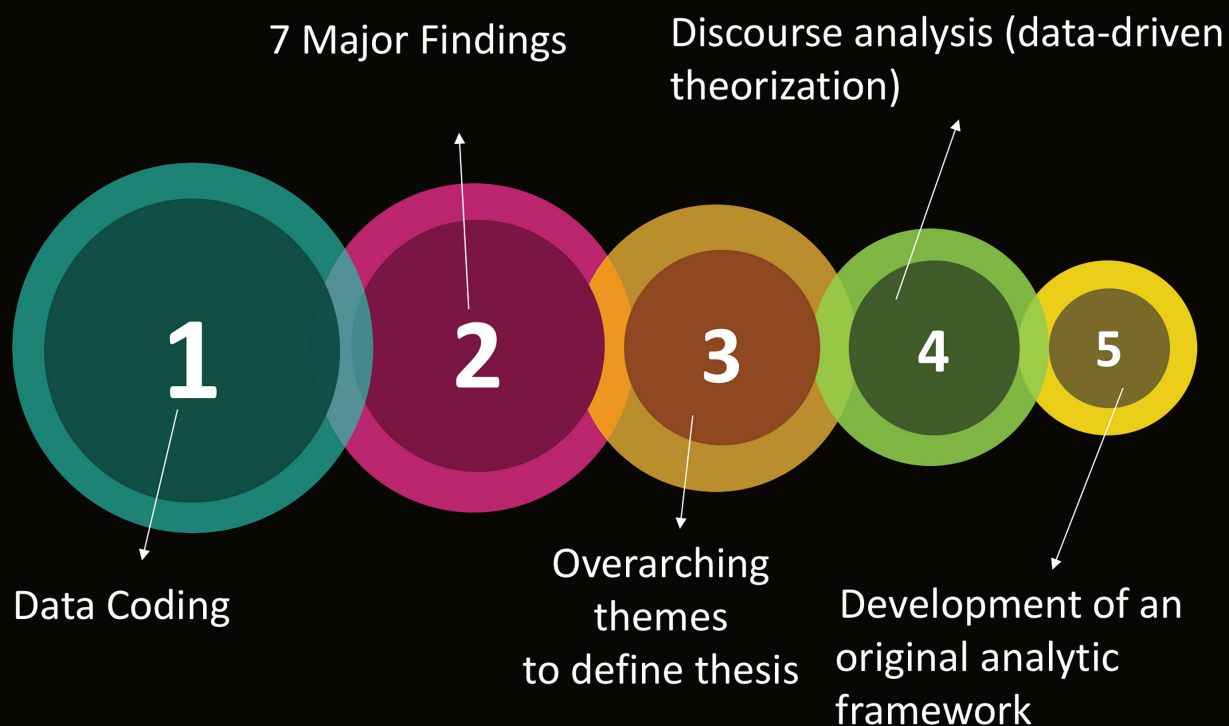 7 Major Findings
Discourse analysis (data-driven
theorization)
1
2
3
4
5
Data Coding
Overarching
themes
to define thesis
Development of an
original analytic
framework